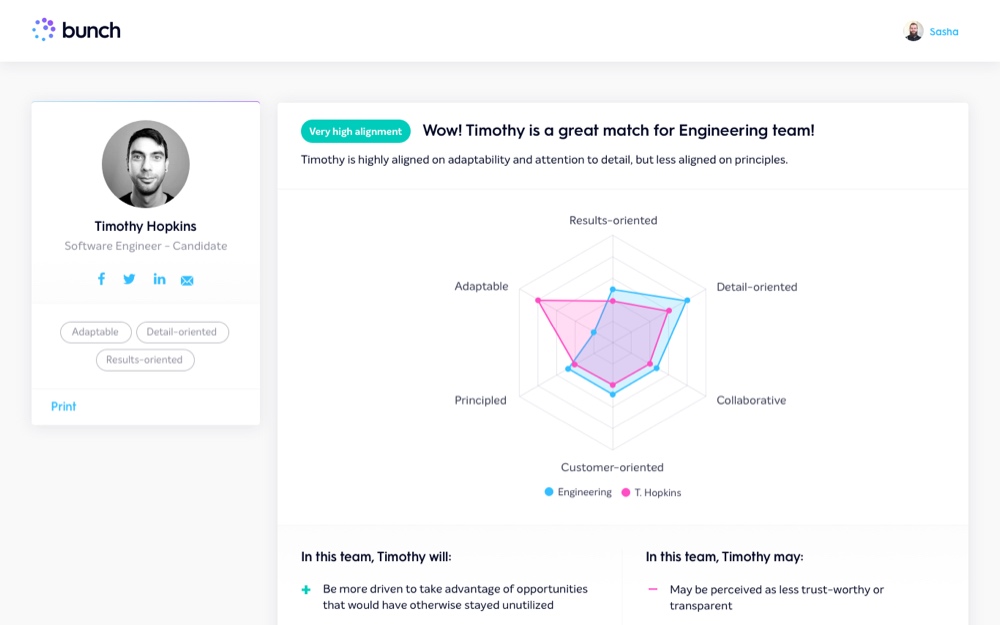 bunch
Sasha
Timothy Hopkins
Software Engineer - Candidate
Adaptable
Detail-oriented
Results-oriented
Print
Very high alignment
Wow! Timothy is a great match for Engineering team!
Timothy is highly aligned on adaptability and attention to detail, but less aligned on principles.
Results-oriented
Adaptable
Detail-oriented
Principled
Collaborative
Customer-oriented
Engineering
T. Hopkins
In this team, Timothy will:
Be more driven to take advantage of opportunities
that would have otherwise stayed unutilized
In this team, Timothy may:
May be perceived as less trust-worthy or
transparent